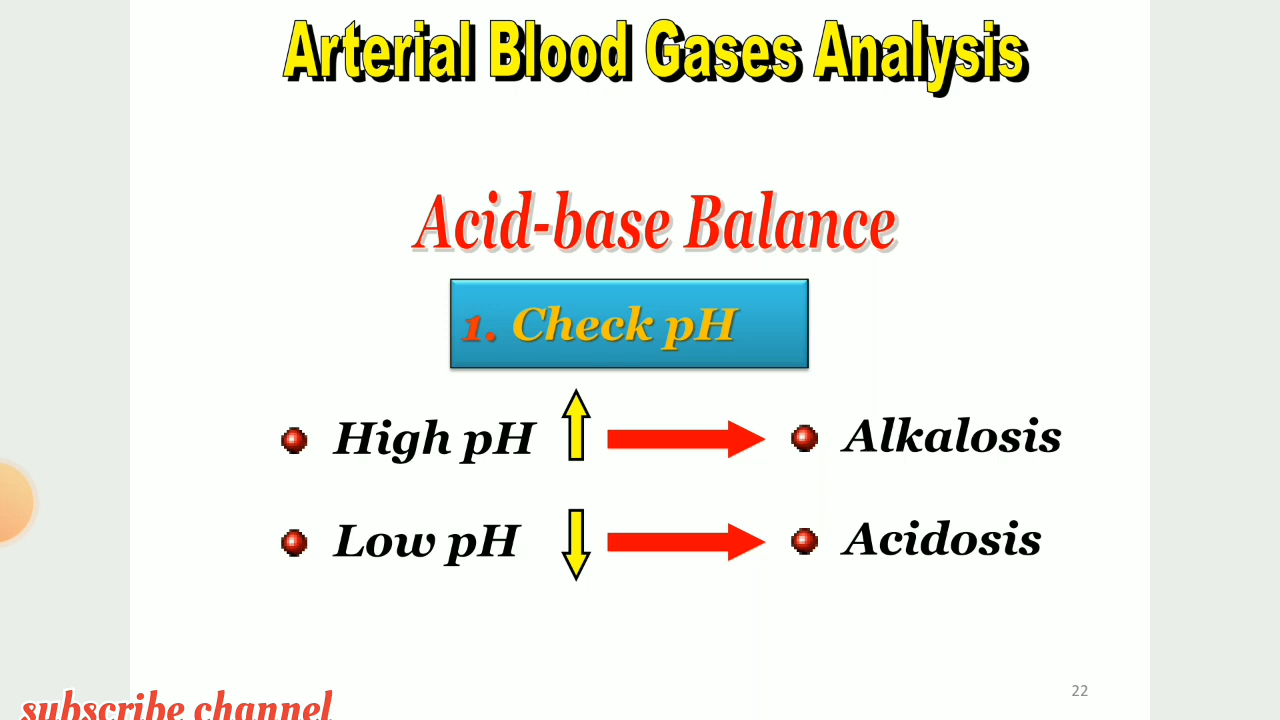 Arterial Blood Gases Analysis
Acid-base Balance
1. Check pH
High pH
Alkalosis
Low pH
Acidosis
22
subscribe channel